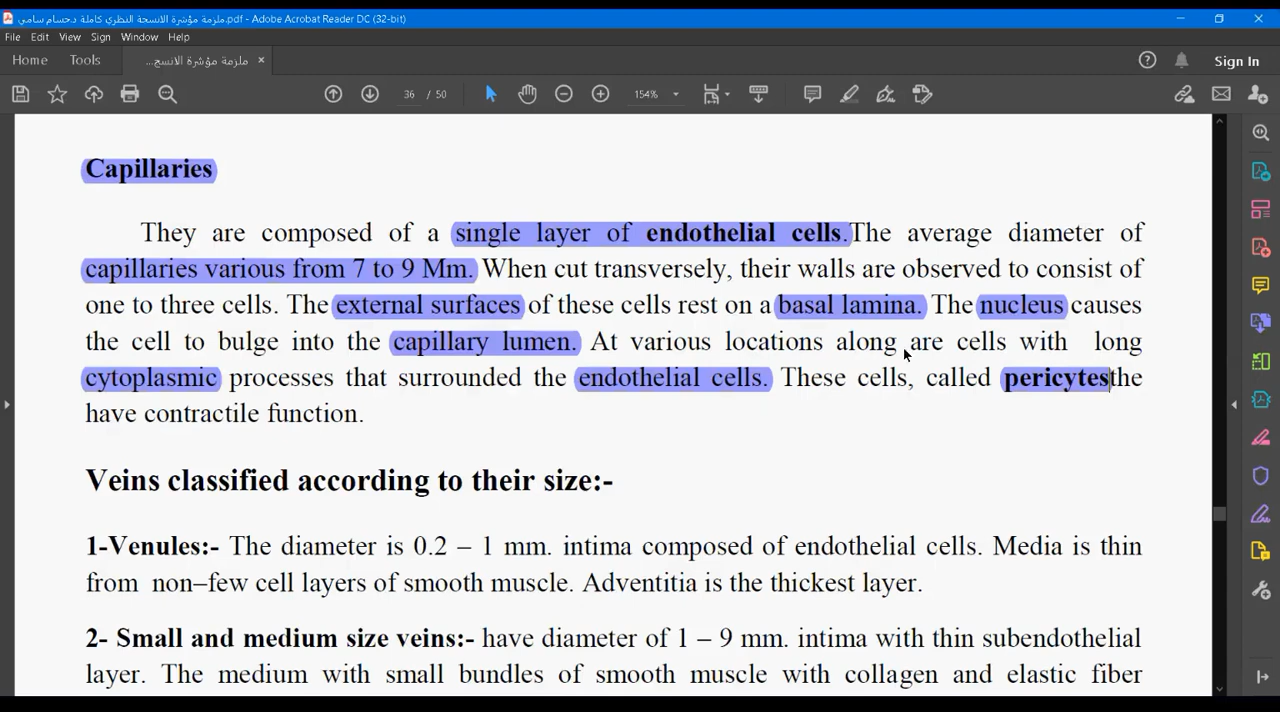 ملزمة مؤشرة الانسجة النظري كاملة د.حسام سامي.pdf - Adobe Acrobat Reader DC (32-bit)
File Edit View Sign Window Help
Home Tools ملزمة مؤشرة الانسج... × Sign In
36 / 50 154%
Capillaries
They are composed of a single layer of endothelial cells.The average diameter of
capillaries various from 7 to 9 Mm. When cut transversely, their walls are observed to consist of
one to three cells. The external surfaces of these cells rest on a basal lamina. The nucleus causes
the cell to bulge into the capillary lumen. At various locations along are cells with long
cytoplasmic processes that surrounded the endothelial cells. These cells, called pericytesthe
have contractile function.
Veins classified according to their size:-
1-Venules:- The diameter is 0.2 – 1 mm. intima composed of endothelial cells. Media is thin
from non–few cell layers of smooth muscle. Adventitia is the thickest layer.
2- Small and medium size veins:- have diameter of 1 – 9 mm. intima with thin subendothelial
layer. The medium with small bundles of smooth muscle with collagen and elastic fiber